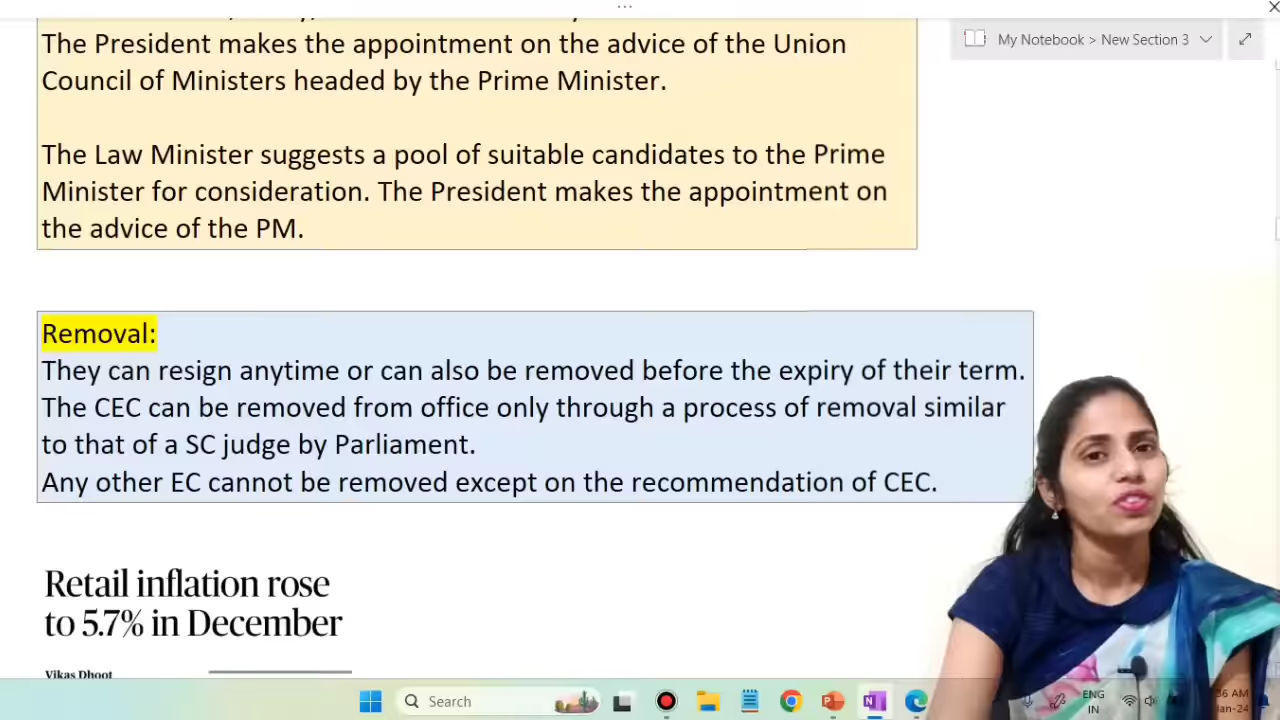 The President makes the appointment on the advice of the Union
Council of Ministers headed by the Prime Minister.
The Law Minister suggests a pool of suitable candidates to the Prime
Minister for consideration. The President makes the appointment on
the advice of the PM.
My Notebook > New Section 3
Removal:
They can resign anytime or can also be removed before the expiry of their term.
The CEC can be removed from office only through a process of removal similar
to that of a SC judge by Parliament.
Any other EC cannot be removed except on the recommendation of CEC.
Retail inflation rose
to 5.7% in December
Vikas Dhoot
Search
ENG
IN
36 AM
Jan-24